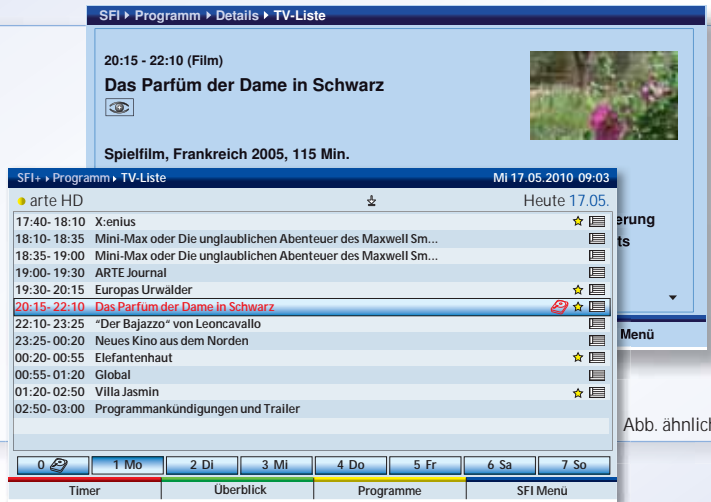 SFI ▸ Programm ▸ Details ▸ TV-Liste
20:15 - 22:10 (Film)
Das Parfüm der Dame in Schwarz
Spielfilm, Frankreich 2005, 115 Min.
erung
ts
Menü
SFI+ ▸ Programm ▸ TV-Liste Mi 17.05.2010 09:03
arte HD Heute 17.05.
17:40- 18:10 X:enius
18:10- 18:35 Mini-Max oder Die unglaublichen Abenteuer des Maxwell Sm...
18:35- 19:00 Mini-Max oder Die unglaublichen Abenteuer des Maxwell Sm...
19:00- 19:30 ARTE Journal
19:30- 20:15 Europas Urwälder
20:15- 22:10 Das Parfüm der Dame in Schwarz
22:10- 23:25 "Der Bajazzo" von Leoncavallo
23:25- 00:20 Neues Kino aus dem Norden
00:20- 00:55 Elefantenhaut
00:55- 01:20 Global
01:20- 02:50 Villa Jasmin
02:50- 03:00 Programmankündigungen und Trailer
0 1 Mo 2 Di 3 Mi 4 Do 5 Fr 6 Sa 7 So
Timer Überblick Programme SFI Menü
Abb. ähnlich